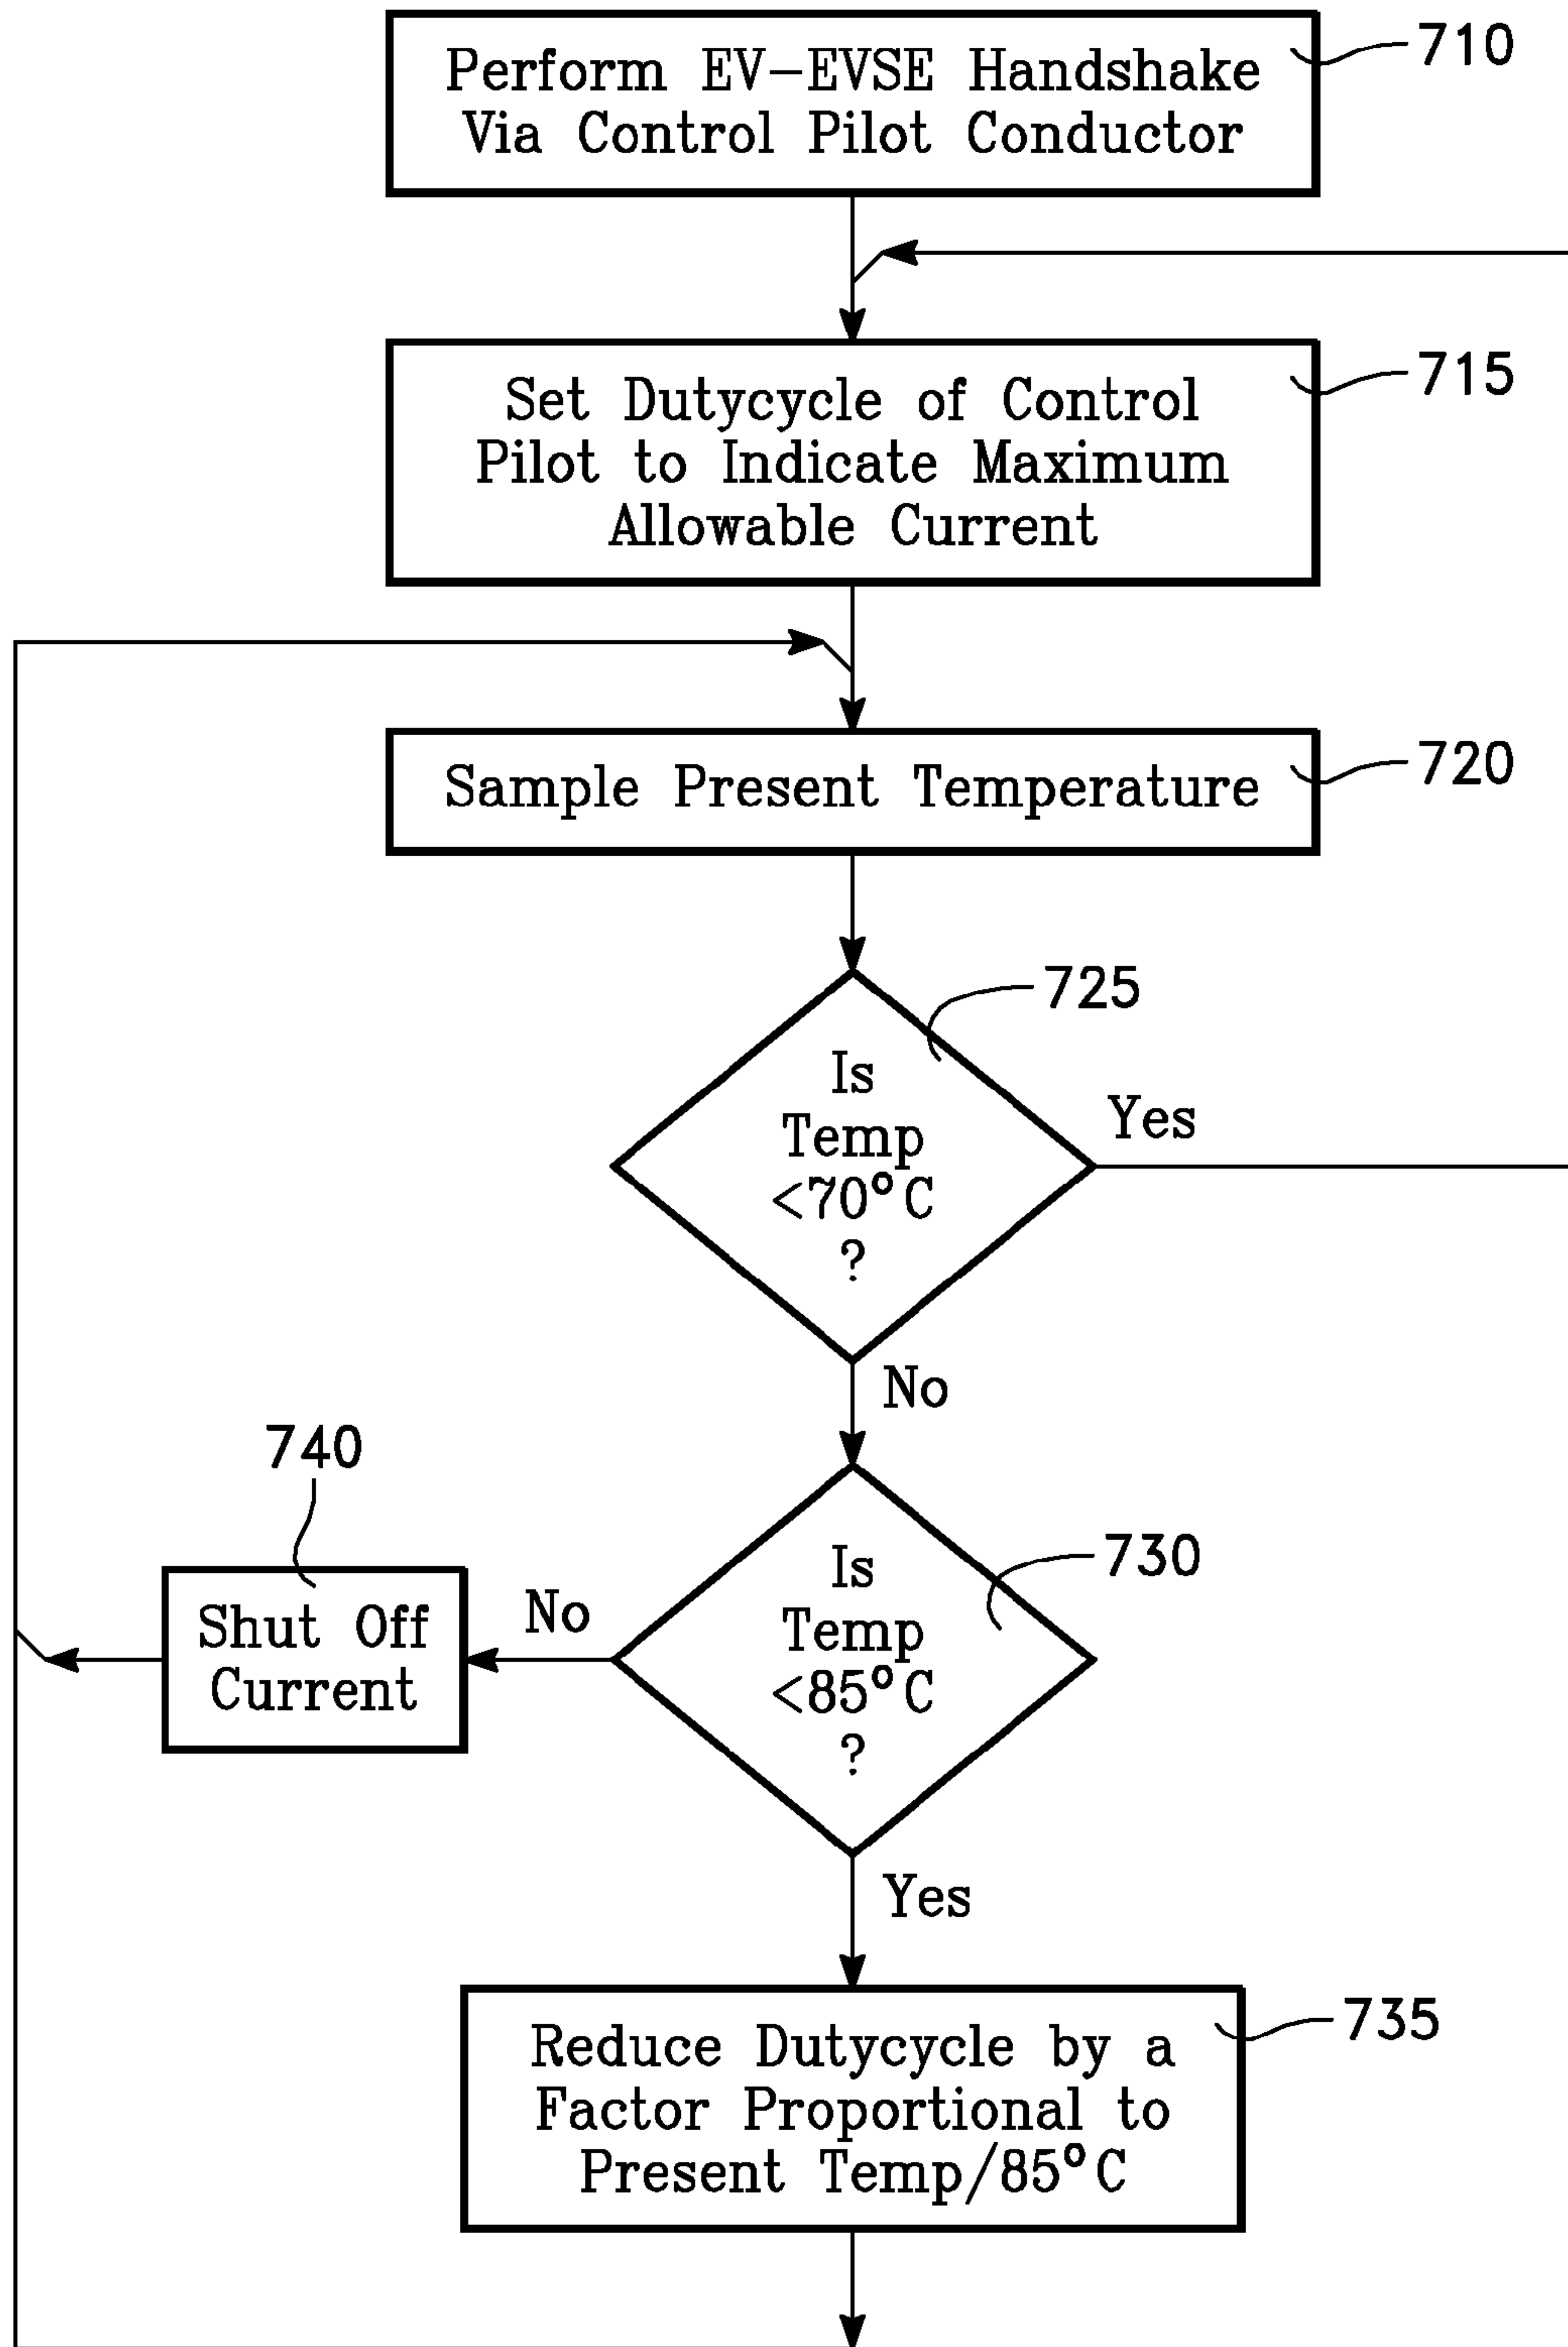 Perform EV-EVSE Handshake
Via Control Pilot Conductor
710
Set Dutycycle of Control
Pilot to Indicate Maximum
Allowable Current
715
Sample Present Temperature
720
725
Is
Temp
<70°C
?
Yes
No
740
Shut Off
Current
No
730
Is
Temp
<85°C
?
Yes
Reduce Dutycycle by a
Factor Proportional to
Present Temp/85°C
735